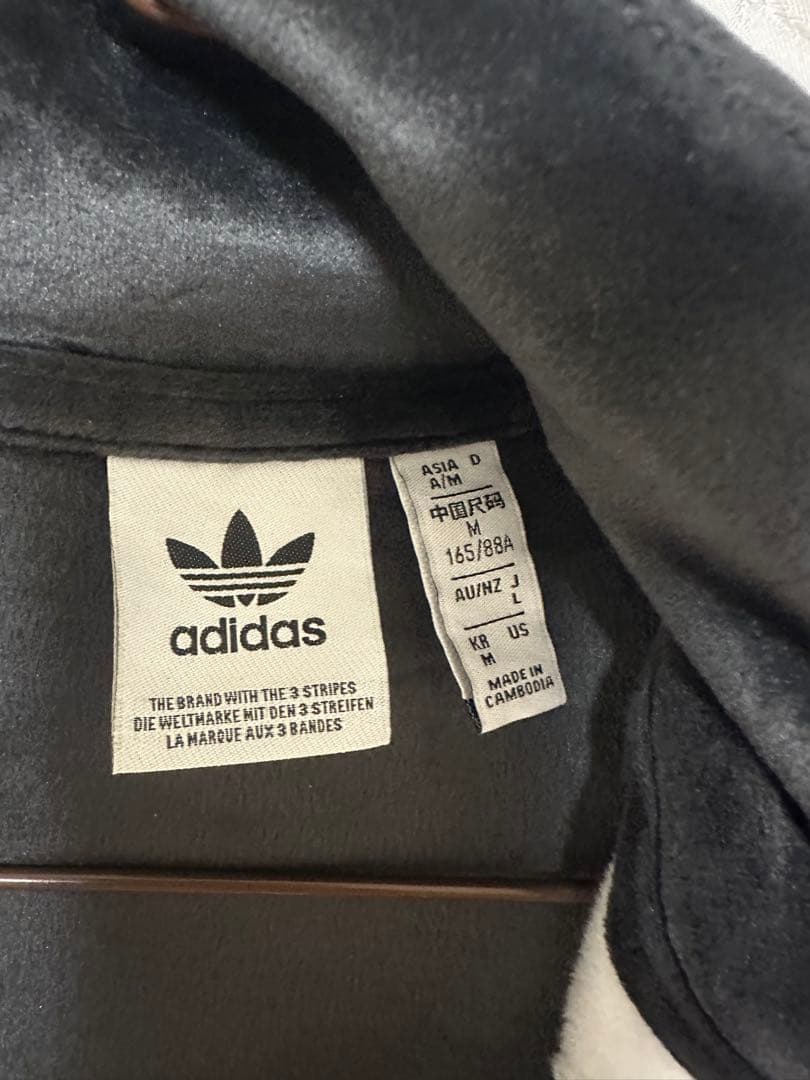 adidas
THE BRAND WITH THE 3 STRIPES
DIE WELTMARKE MIT DEN 3 STREIFEN
LA MARQUE AUX 3 BANDES
ASIA D
A/M
中国尺码
M
165/88A
AU/NZ J
L
KR US
M
MADE IN
CAMBODIA